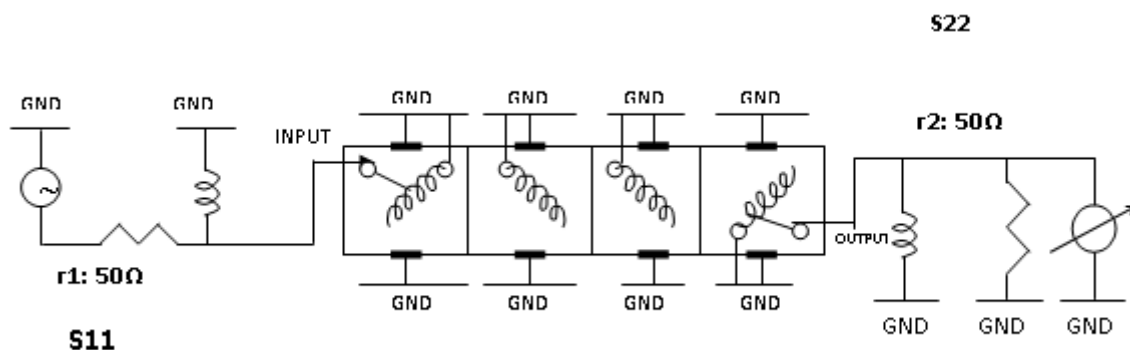 S22
GND
GND
GND
GND
GND
GND
r2: 50Ω
INPUT
OUTPUT
r1: 50Ω
GND
GND
GND
GND
GND
GND
GND
S11